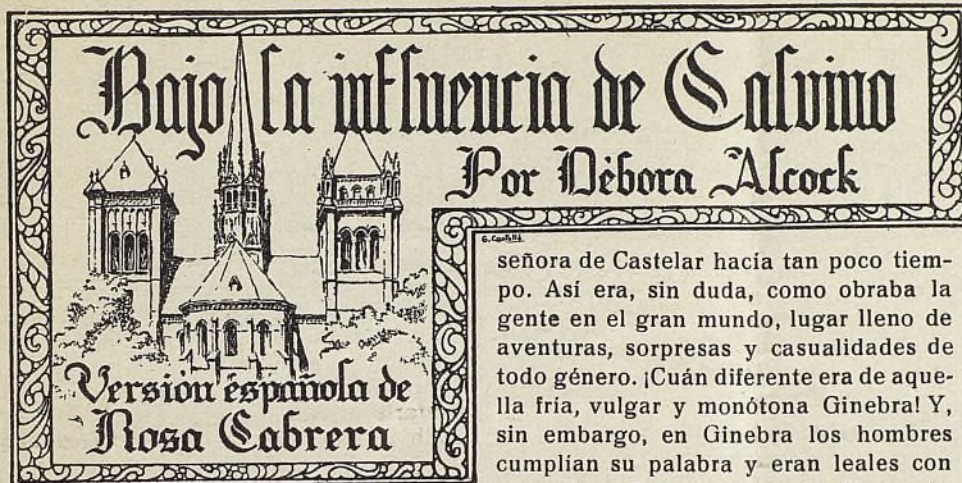 Bajo la influencia de Calvino
Por Débora Alcock
Versión española de
Rosa Cabrera
G. Castellá
señora de Castelar hacía tan poco tiem-
po. Así era, sin duda, como obraba la
gente en el gran mundo, lugar lleno de
aventuras, sorpresas y casualidades de
todo género. ¡Cuán diferente era de aque-
lla fría, vulgar y monótona Ginebra! Y,
sin embargo, en Ginebra los hombres
cumplían su palabra y eran leales con